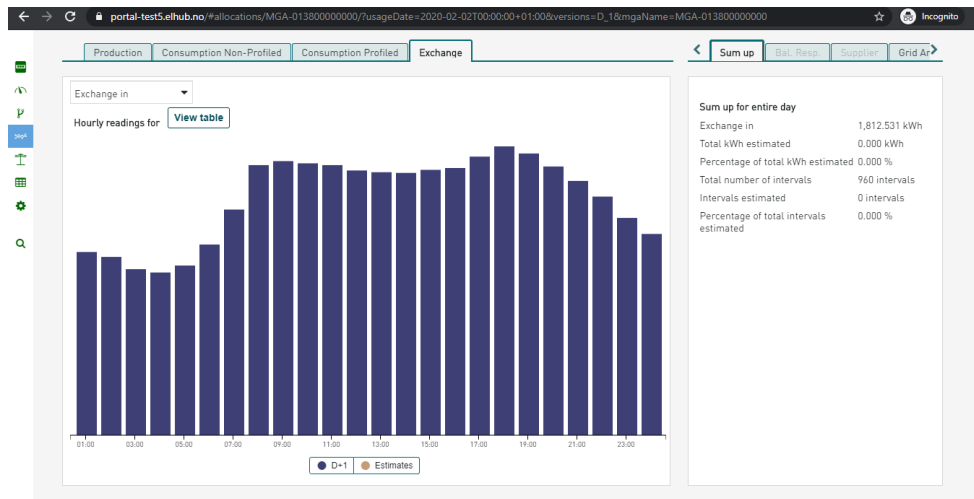 portal-test5.elhub.no/#allocations/MGA-013800000000/?usageDate=2020-02-02T00:00:00+01:00&versions=D_1&mgaName=MGA-013800000000
Incognito
Production Consumption Non-Profiled Consumption Profiled Exchange
Sum up Bal. Resp. Supplier Grid Ar
Exchange in
Hourly readings for View table
Sum up for entire day
Exchange in 1,812.531 kWh
Total kWh estimated 0.000 kWh
Percentage of total kWh estimated 0.000 %
Total number of intervals 960 intervals
Intervals estimated 0 intervals
Percentage of total intervals 0.000 %
estimated
01:00 03:00 05:00 07:00 09:00 11:00 13:00 15:00 17:00 19:00 21:00 23:00
D+1 Estimates